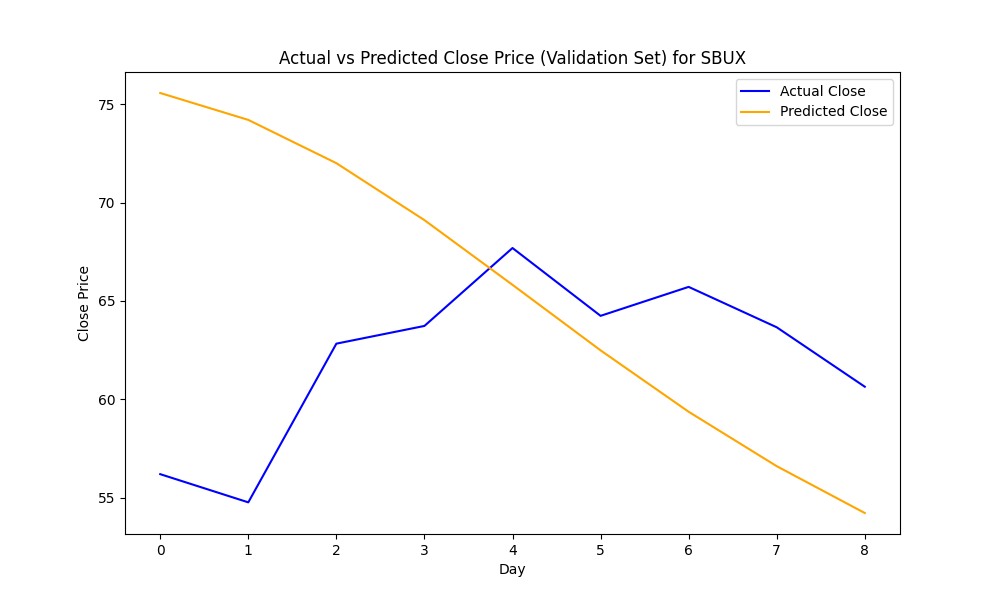 Actual vs Predicted Close Price (Validation Set) for SBUX
Actual Close
Predicted Close
Close Price
75
70
65
60
55
0 1 2 3 4 5 6 7 8
Day